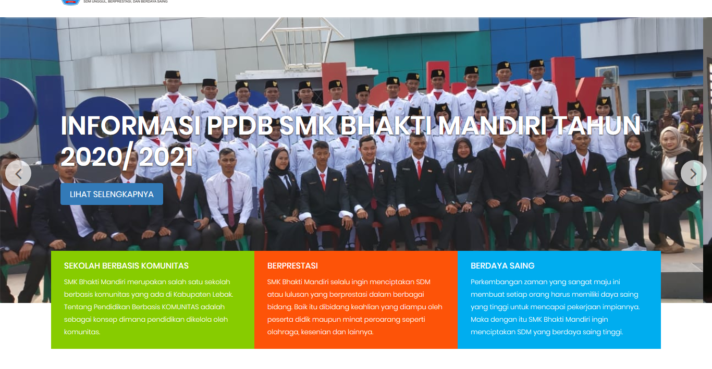 SDM UNGGUL, BERPRESTASI, DAN BERDAYA SAING
INFORMASI PPDB SMK BHAKTI MANDIRI TAHUN
2020/2021
LIHAT SELENGKAPNYA
SEKOLAH BERBASIS KOMUNITAS
SMK Bhakti Mandiri merupakan salah satu sekolah
berbasis komunitas yang ada di Kabupaten Lebak.
Tentang Pendidikan Berbasis KOMUNITAS adalah
sebagai konsep dimana pendidikan dikelola oleh
komunitas.
BERPRESTASI
SMK Bhakti Mandiri selalu ingin menciptakan SDM
atau lulusan yang berprestasi dalam berbagai
bidang. Baik itu dibidang keahlian yang diampu oleh
peserta didik maupun minat perorang seperti
olahraga, kesenian dan lainnya.
BERDAYA SAING
Perkembangan zaman yang sangat maju ini
membuat setiap orang harus memiliki daya saing
yang tinggi untuk mencapai pekerjaan impiannya.
Maka dengan itu SMK Bhakti Mandiri ingin
menciptakan SDM yang berdaya saing tinggi.